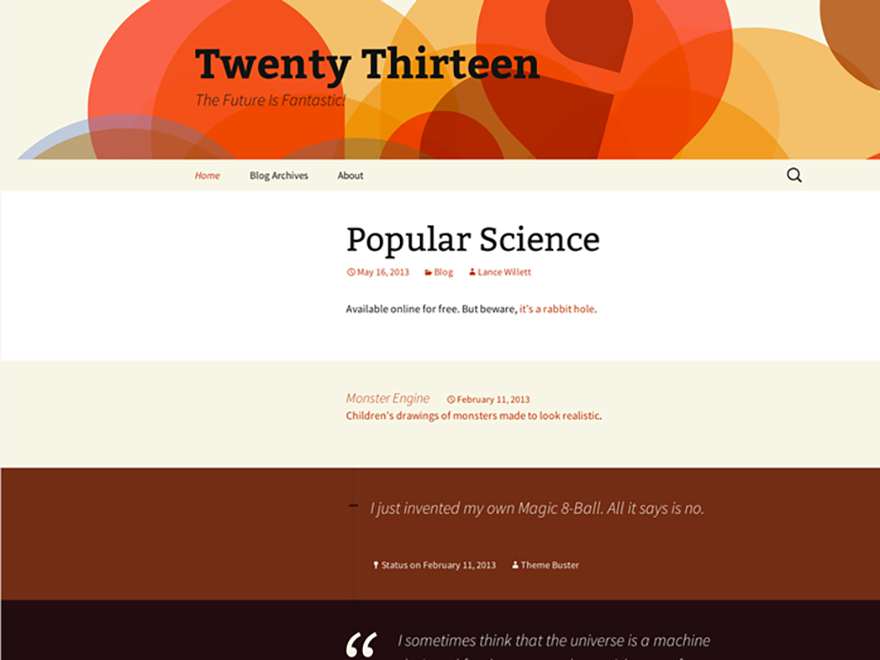 Twenty Thirteen
The Future Is Fantastic!
Home Blog Archives About
Popular Science
May 16, 2013 Blog Lance Willett
Available online for free. But beware, it's a rabbit hole.
Monster Engine February 11, 2013
Children's drawings of monsters made to look realistic.
I just invented my own Magic 8-Ball. All it says is no.
Status on February 11, 2013 Theme Buster
“ I sometimes think that the universe is a machine